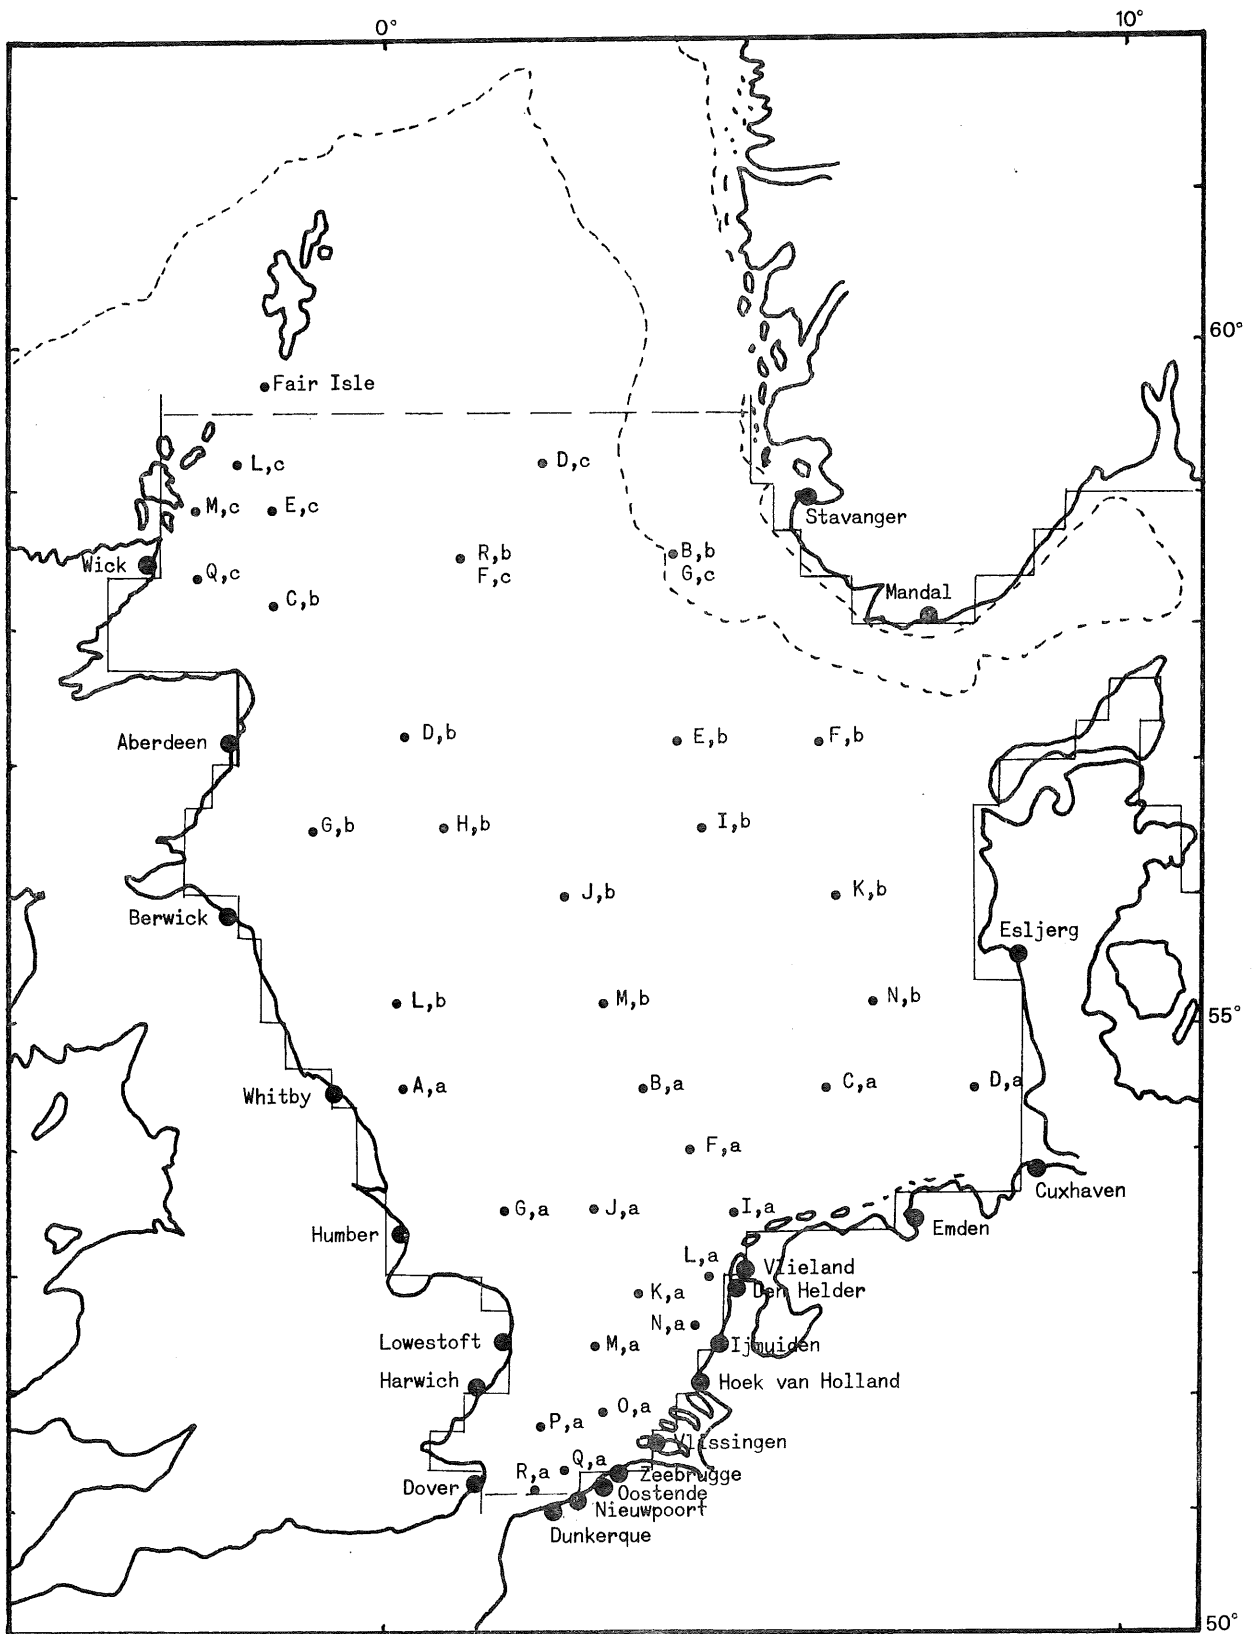 0°
10°
60°
Fair Isle
L,c
D,c
M,c
E,c
Stavanger
Wick
R,b
F,c
B,b
G,c
Q,c
C,b
Mandal
Aberdeen
D,b
E,b
F,b
G,b
H,b
I,b
J,b
K,b
Berwick
Esljerg
L,b
M,b
N,b
55°
Whitby
A,a
B,a
C,a
D,a
F,a
Cuxhaven
G,a
J,a
I,a
Humber
Emden
L,a
Vlieland
K,a
Den Helder
N,a
Lowestoft
M,a
Ijmuiden
Harwich
Hoek van Holland
P,a
O,a
Vlissingen
Q,a
R,a
Zeebrugge
Dover
Oostende
Nieuwpoort
Dunkerque
50°